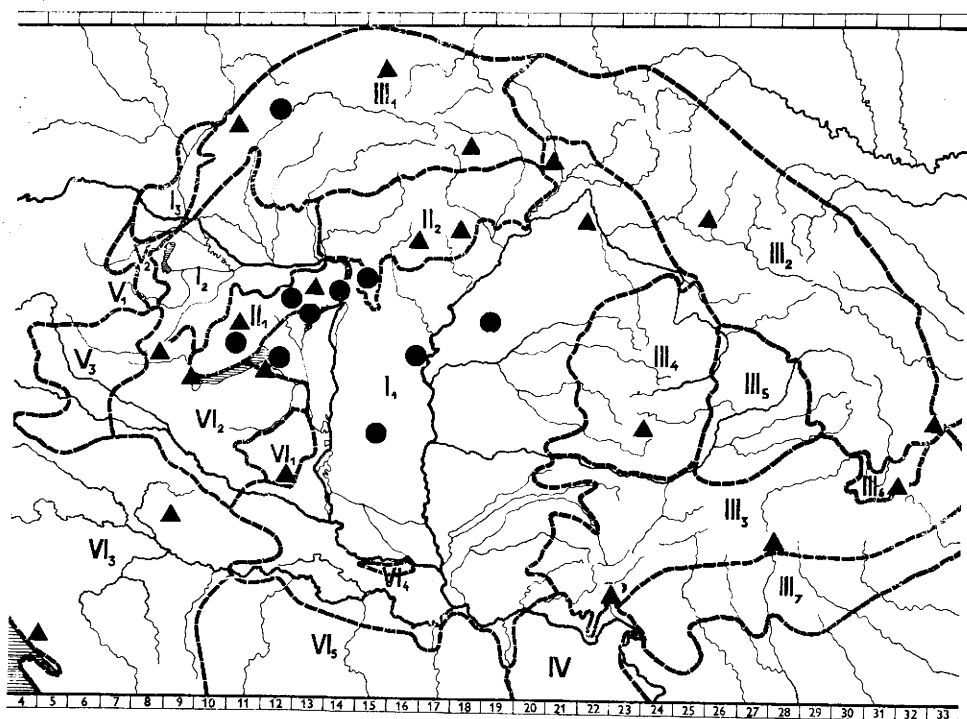 III₁
I₃
II₂
III₂
V₂
I₂
V₁
II₁
V₃
III₄
I₁
III₅
VI₂
VI₁
III₆
III₃
VI₃
VI₄
III₇
VI₅
IV
4 5 6 7 8 9 10 11 12 13 14 15 16 17 18 19 20 21 22 23 24 25 26 27 28 29 30 31 32 33